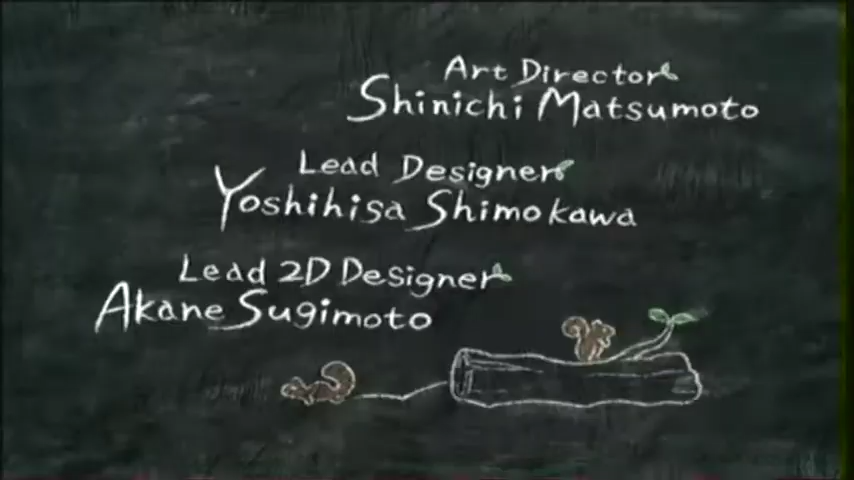 Art Director
Shinichi Matsumoto
Lead Designer
Yoshihisa Shimokawa
Lead 2D Designer
Akane Sugimoto